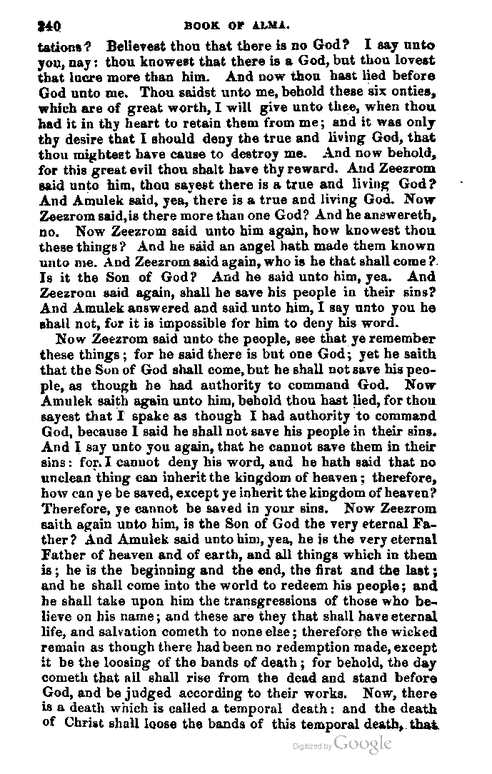 240 BOOK OF ALMA.
tations? Believest thou that there is no God? I say unto
you, nay: thou knowest that there is a God, but thou lovest
that lucre more than him. And now thou hast lied before
God unto me. Thou saidst unto me, behold these six onties,
which are of great worth, I will give unto thee, when thou
had it in thy heart to retain them from me; and it was only
thy desire that I should deny the true and living God, that
thou mightest have cause to destroy me. And now behold,
for this great evil thou shalt have thy reward. And Zeezrom
said unto him, thou sayest there is a true and living God?
And Amulek said, yea, there is a true and living God. Now
Zeezrom said, is there more than one God? And he answereth,
no. Now Zeezrom said unto him again, how knowest thou
these things? And he said an angel hath made them known
unto me. And Zeezrom said again, who is he that shall come?
Is it the Son of God? And he said unto him, yea. And
Zeezrom said again, shall he save his people in their sins?
And Amulek answered and said unto him, I say unto you he
shall not, for it is impossible for him to deny his word.
Now Zeezrom said unto the people, see that ye remember
these things; for he said there is but one God; yet he saith
that the Son of God shall come, but he shall not save his peo-
ple, as though he had authority to command God. Now
Amulek saith again unto him, behold thou hast lied, for thou
sayest that I spake as though I had authority to command
God, because I said he shall not save his people in their sins.
And I say unto you again, that he cannot save them in their
sins: for I cannot deny his word, and he hath said that no
unclean thing can inherit the kingdom of heaven; therefore,
how can ye be saved, except ye inherit the kingdom of heaven?
Therefore, ye cannot be saved in your sins. Now Zeezrom
saith again unto him, is the Son of God the very eternal Fa-
ther? And Amulek said unto him, yea, he is the very eternal
Father of heaven and of earth, and all things which in them
is; he is the beginning and the end, the first and the last;
and he shall come into the world to redeem his people; and
he shall take upon him the transgressions of those who be-
lieve on his name; and these are they that shall have eternal
life, and salvation cometh to none else; therefore the wicked
remain as though there had been no redemption made, except
it be the loosing of the bands of death; for behold, the day
cometh that all shall rise from the dead and stand before
God, and be judged according to their works. Now, there
is a death which is called a temporal death: and the death
of Christ shall loose the bands of this temporal death, that
Digitized by Google